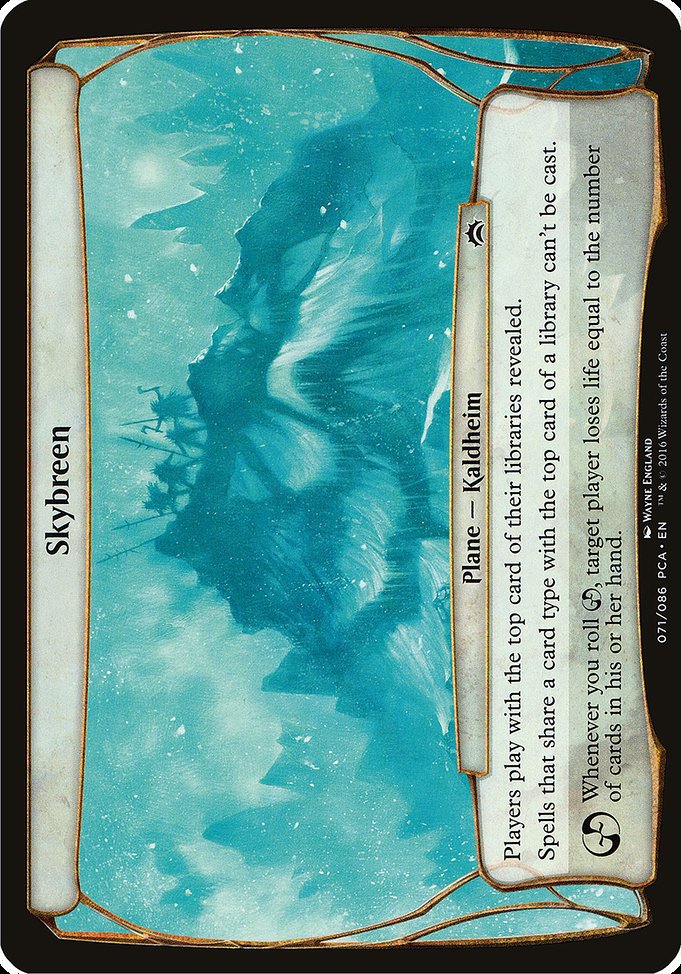 Skybreen
Plane — Kaldheim
Players play with the top card of their libraries revealed.
Spells that share a card type with the top card of a library can't be cast.
Whenever you roll , target player loses life equal to the number
of cards in his or her hand.
071/086 PCA • EN Wayne England
™ & © 2016 Wizards of the Coast